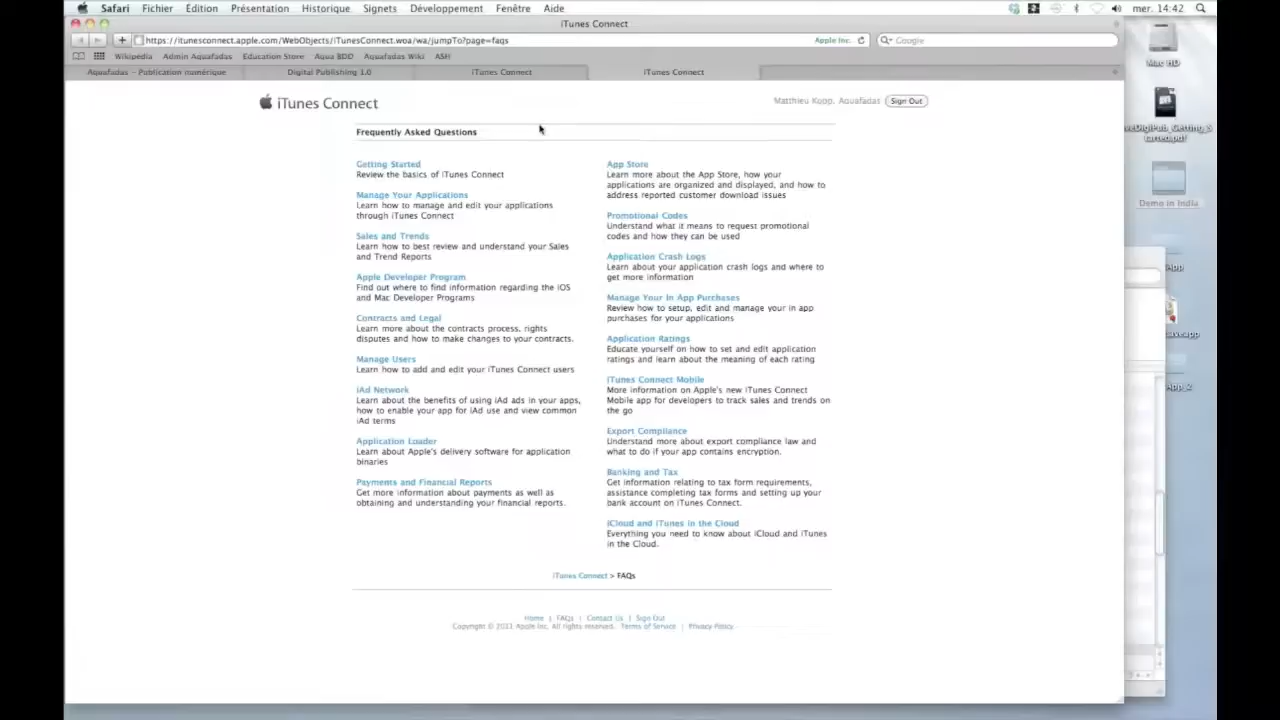 Safari Fichier Édition Présentation Historique Signets Développement Fenêtre Aide mer. 14:42
iTunes Connect
https://itunesconnect.apple.com/WebObjects/iTunesConnect.woa/wa/jumpTo?page=faqs Apple Inc. Google
Wikipédia Admin Aquafadas Education Store Aqua BDD Aquafadas Wiki ASH
Aquafadas – Publication numérique Digital Publishing 1.0 iTunes Connect iTunes Connect
Mac HD
iTunes Connect
Matthieu Kopp, Aquafadas Sign Out
Frequently Asked Questions
Getting Started
Review the basics of iTunes Connect
Manage Your Applications
Learn how to manage and edit your applications
through iTunes Connect
Sales and Trends
Learn how to best review and understand your Sales
and Trend Reports
Apple Developer Program
Find out where to find information regarding the iOS
and Mac Developer Programs
Contracts and Legal
Learn more about the contracts process, rights
disputes and how to make changes to your contracts.
Manage Users
Learn how to add and edit your iTunes Connect users
iAd Network
Learn about the benefits of using iAd ads in your apps,
how to enable your app for iAd use and view common
iAd terms
Application Loader
Learn about Apple's delivery software for application
binaries
Payments and Financial Reports
Get more information about payments as well as
obtaining and understanding your financial reports.
App Store
Learn more about the App Store, how your
applications are organized and displayed, and how to
address reported customer download issues
Promotional Codes
Understand what it means to request promotional
codes and how they can be used
Application Crash Logs
Learn about your application crash logs and where to
get more information
Manage Your In App Purchases
Review how to setup, edit and manage your in app
purchases for your applications
Application Ratings
Educate yourself on how to set and edit application
ratings and learn about the meaning of each rating
iTunes Connect Mobile
More information on Apple's new iTunes Connect
Mobile app for developers to track sales and trends on
the go
Export Compliance
Understand more about export compliance law and
what to do if your app contains encryption.
Banking and Tax
Get information relating to tax form requirements,
assistance completing tax forms and setting up your
bank account on iTunes Connect.
iCloud and iTunes in the Cloud
Everything you need to know about iCloud and iTunes
in the Cloud.
iTunes Connect > FAQs
Home | FAQs | Contact Us | Sign Out
Copyright © 2011 Apple Inc. All rights reserved. Terms of Service | Privacy Policy
veDigiPub_Getting_S
tarted.pdf
Demo in India
App
aveapp
App_2